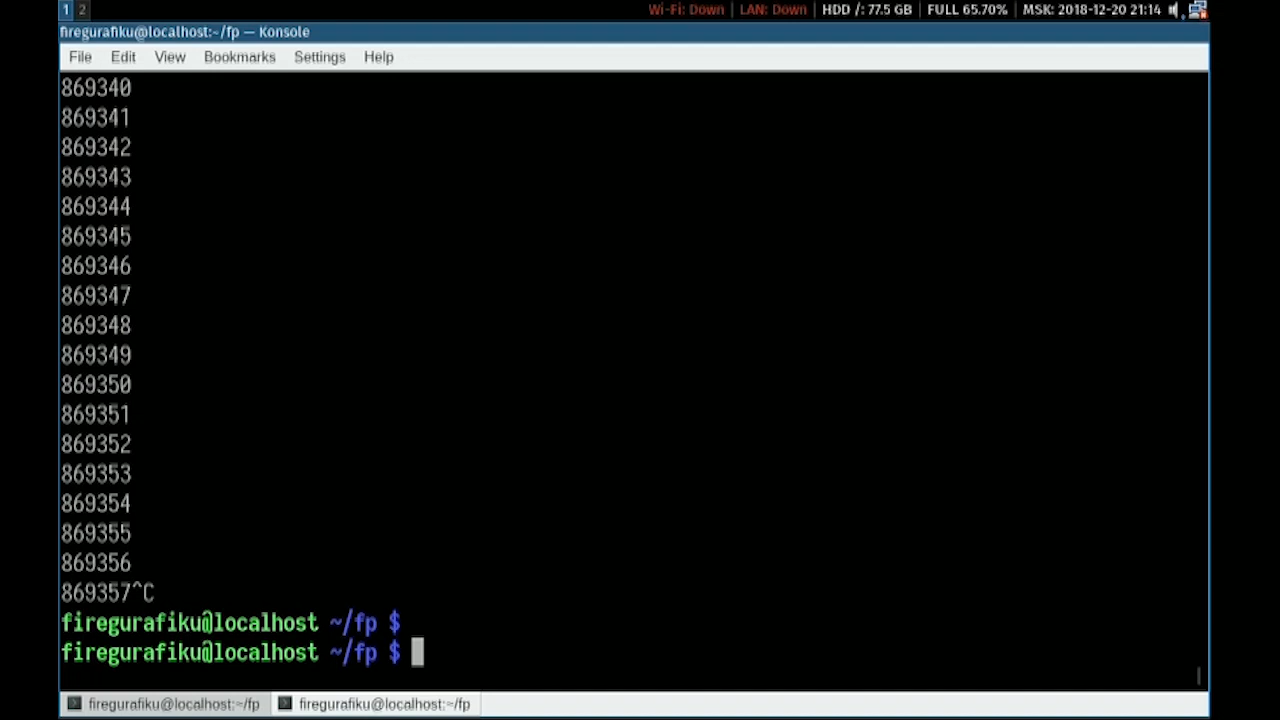 1 2 Wi-Fi: Down | LAN: Down | HDD /: 77.5 GB | FULL 65.70% | MSK: 2018-12-20 21:14
firegurafiku@localhost:~/fp — Konsole
File Edit View Bookmarks Settings Help
869340
869341
869342
869343
869344
869345
869346
869347
869348
869349
869350
869351
869352
869353
869354
869355
869356
869357^C
firegurafiku@localhost ~/fp $
firegurafiku@localhost ~/fp $
firegurafiku@localhost:~/fp firegurafiku@localhost:~/fp